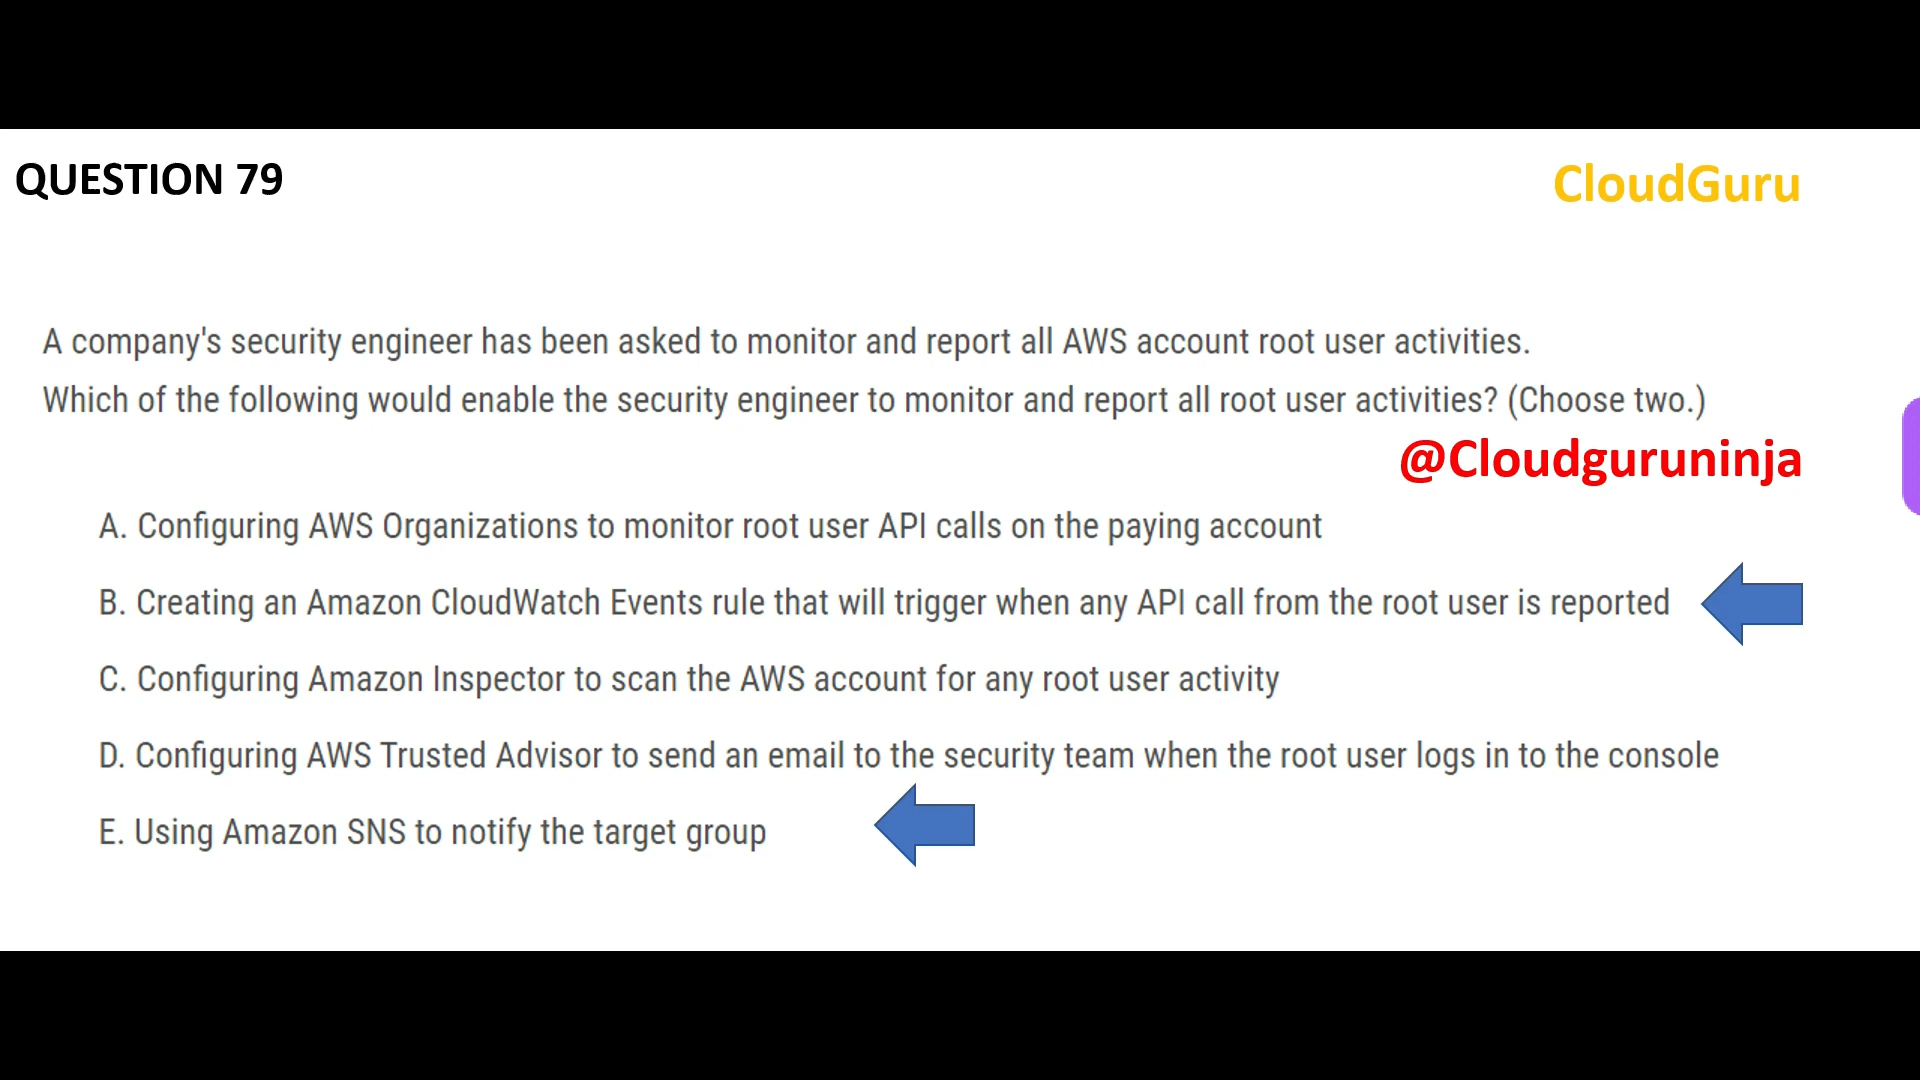 QUESTION 79
CloudGuru
A company's security engineer has been asked to monitor and report all AWS account root user activities.
Which of the following would enable the security engineer to monitor and report all root user activities? (Choose two.)
@Cloudguruninja
A. Configuring AWS Organizations to monitor root user API calls on the paying account
B. Creating an Amazon CloudWatch Events rule that will trigger when any API call from the root user is reported
C. Configuring Amazon Inspector to scan the AWS account for any root user activity
D. Configuring AWS Trusted Advisor to send an email to the security team when the root user logs in to the console
E. Using Amazon SNS to notify the target group